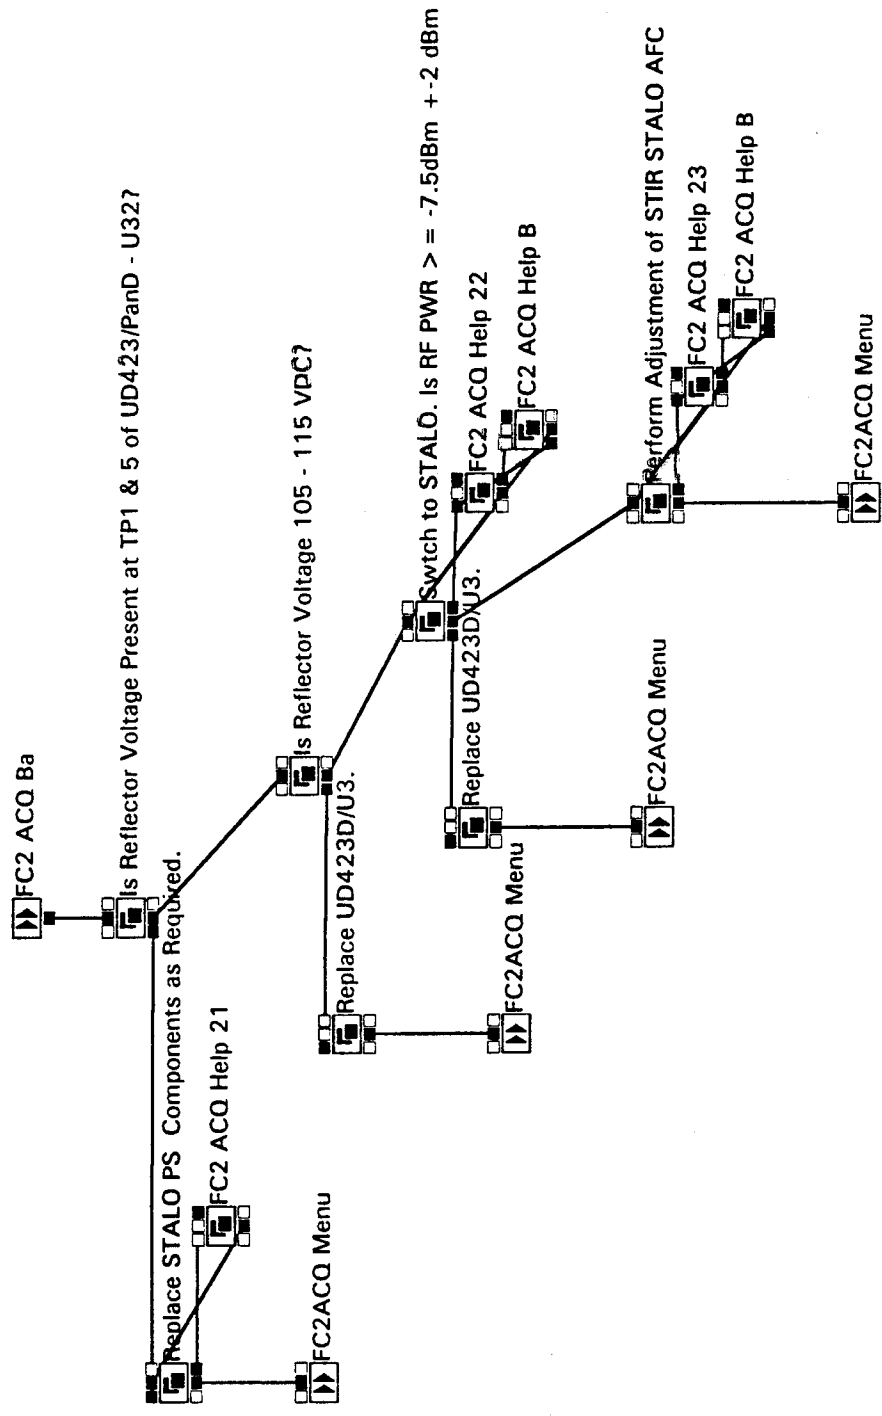 FC2 ACQ Ba
Is Reflector Voltage Present at TP1 & 5 of UD423/PanD - U32?
Replace STALO PS Components as Required.
FC2 ACQ Help 21
FC2ACQ Menu
Is Reflector Voltage 105 - 115 VPC?
Replace UD423D/U3.
FC2ACQ Menu
Swtch to STALO. Is RF PWR > = -7.5dBm +-2 dBm
Replace UD423D/U3.
FC2ACQ Menu
FC2 ACQ Help 22
FC2 ACQ Help B
Perform Adjustment of STIR STALO AFC
FC2 ACQ Help 23
FC2 ACQ Help B
FC2ACQ Menu